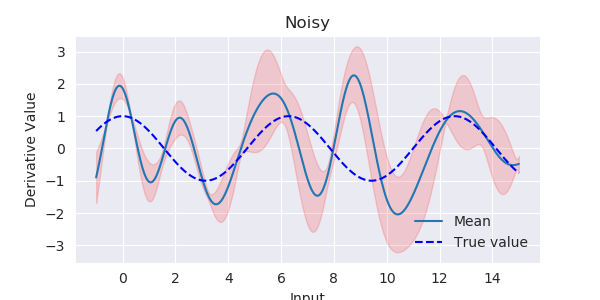 Noisy
Derivative Value
3
2
1
0
−1
−2
−3
0 2 4 6 8 10 12 14
Mean
True value
Input